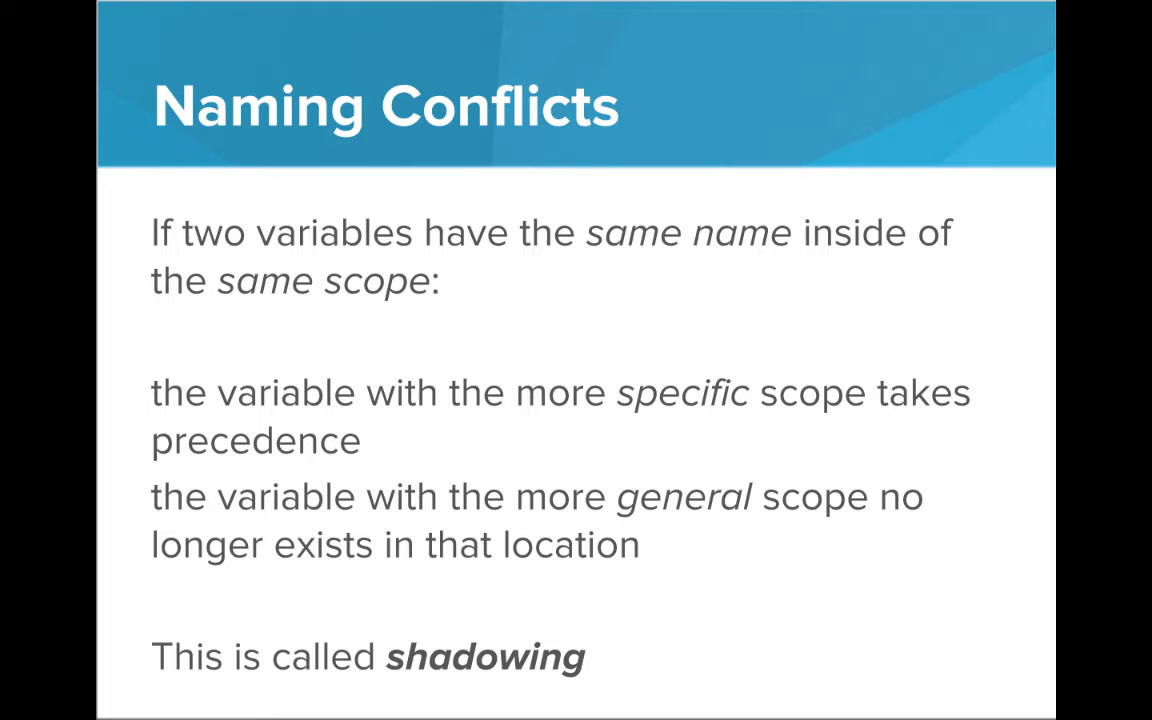 Naming Conflicts
If two variables have the same name inside of
the same scope:
the variable with the more specific scope takes
precedence
the variable with the more general scope no
longer exists in that location
This is called shadowing